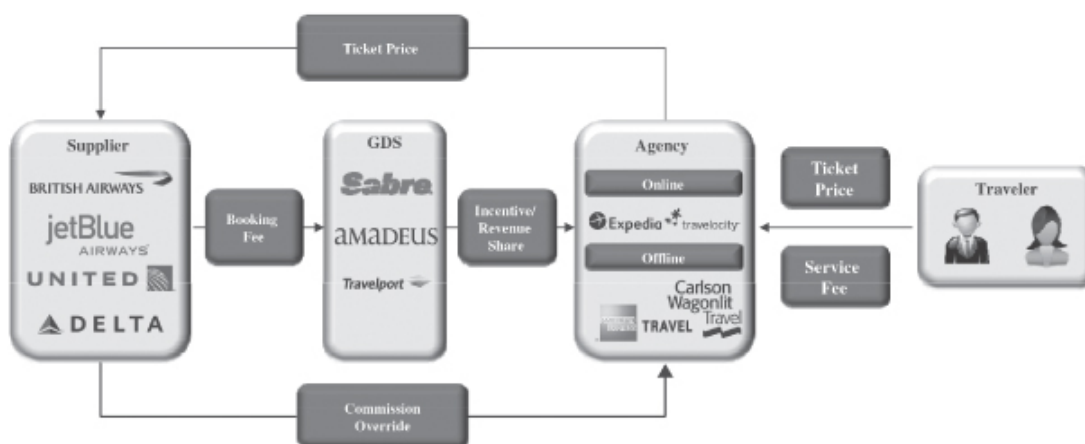 Ticket Price
Supplier
BRITISH AIRWAYS
jetBlue
AIRWAYS
UNITED
DELTA
Booking
Fee
GDS
Sabre
amadeus
Travelport
Incentive/
Revenue
Share
Agency
Online
Expedia travelocity
Offline
Carlson
Wagonlit
Travel
TRAVEL
Ticket
Price
Service
Fee
Traveler
Commission
Override